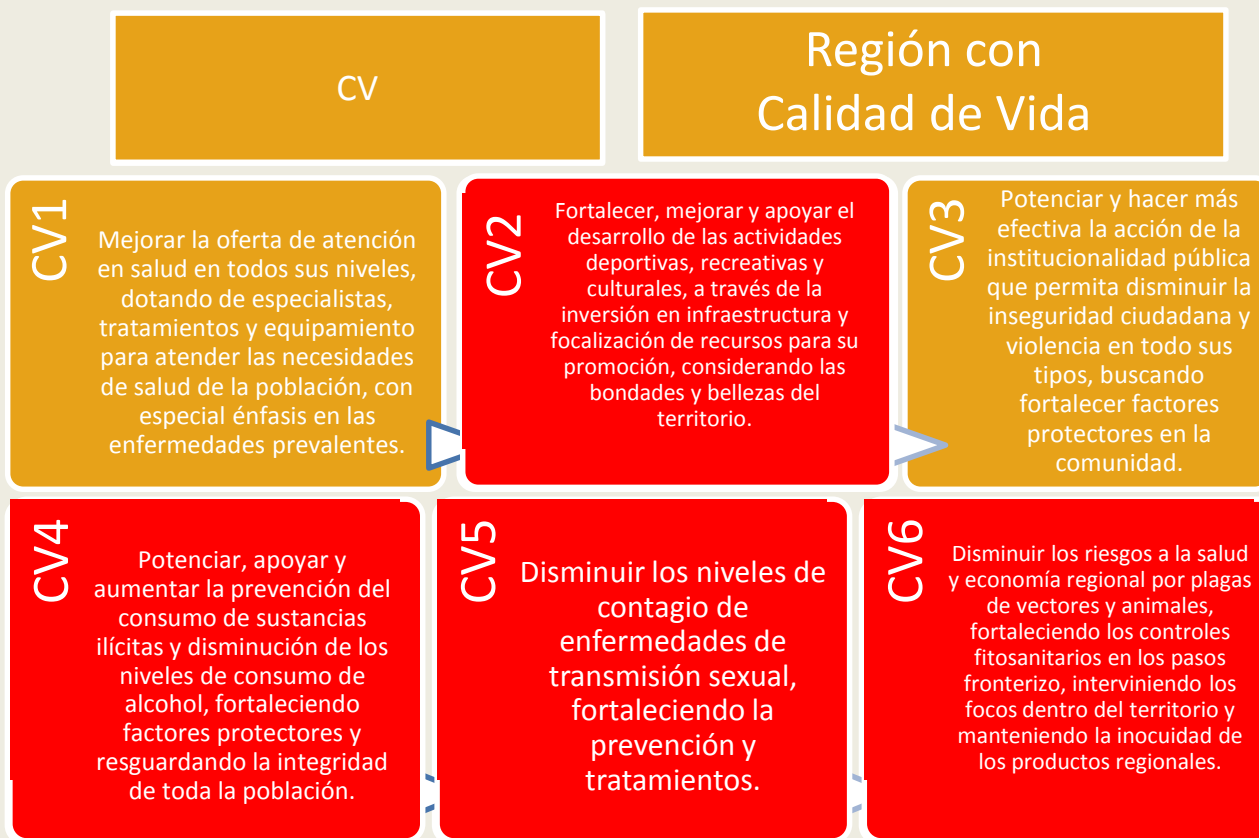 CV
Región con
Calidad de Vida
CV1
Mejorar la oferta de atención
en salud en todos sus niveles,
dotando de especialistas,
tratamientos y equipamiento
para atender las necesidades
de salud de la población, con
especial énfasis en las
enfermedades prevalentes.
CV2
Fortalecer, mejorar y apoyar el
desarrollo de las actividades
deportivas, recreativas y
culturales, a través de la
inversión en infraestructura y
focalización de recursos para su
promoción, considerando las
bondades y bellezas del
territorio.
CV3
Potenciar y hacer más
efectiva la acción de la
institucionalidad pública
que permita disminuir la
inseguridad ciudadana y
violencia en todo sus
tipos, buscando
fortalecer factores
protectores en la
comunidad.
CV4
Potenciar, apoyar y
aumentar la prevención del
consumo de sustancias
ilícitas y disminución de los
niveles de consumo de
alcohol, fortaleciendo
factores protectores y
resguardando la integridad
de toda la población.
CV5
Disminuir los niveles de
contagio de
enfermedades de
transmisión sexual,
fortaleciendo la
prevención y
tratamientos.
CV6
Disminuir los riesgos a la salud
y economía regional por plagas
de vectores y animales,
fortaleciendo los controles
fitosanitarios en los pasos
fronterizo, interviniendo los
focos dentro del territorio y
manteniendo la inocuidad de
los productos regionales.